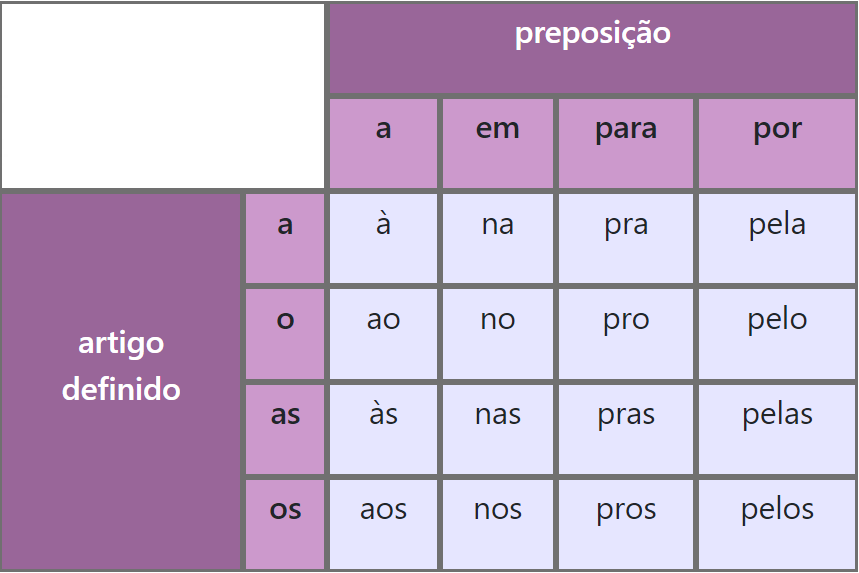 preposição
a em para por
a à na pra pela
o ao no pro pelo
artigo
definido
as às nas pras pelas
os aos nos pros pelos